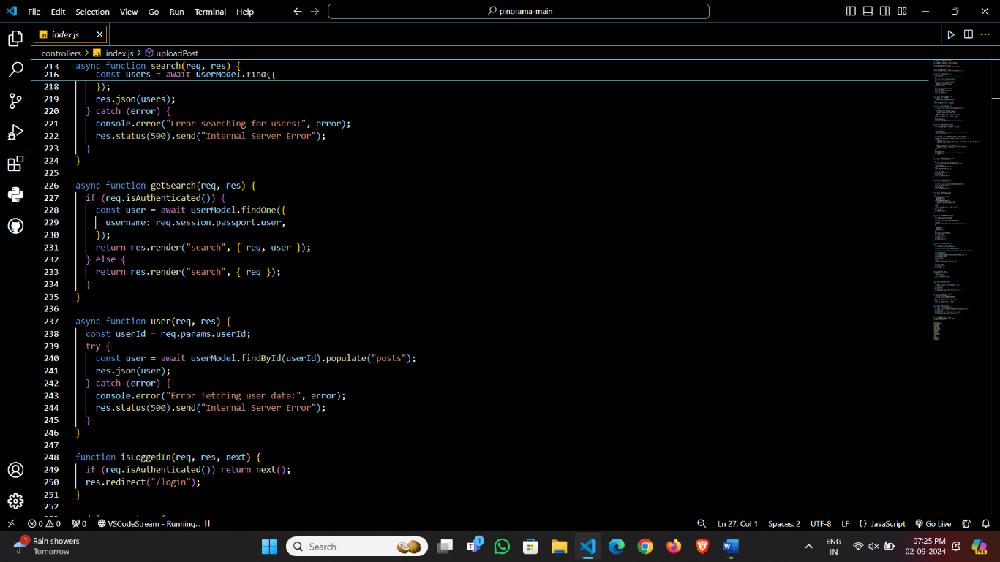 File Edit Selection View Go Run Terminal Help
pinorama-main
JS index.js
controllers > JS index.js > uploadPost
213 async function search(req, res) {
216 const users = await userModel.find({
218 });
219 res.json(users);
220 } catch (error) {
221 console.error("Error searching for users:", error);
222 res.status(500).send("Internal Server Error");
223 }
224 }
225
226 async function getSearch(req, res) {
227 if (req.isAuthenticated()) {
228 const user = await userModel.findOne({
229 username: req.session.passport.user,
230 });
231 return res.render("search", { req, user });
232 } else {
233 return res.render("search", { req });
234 }
235 }
236
237 async function user(req, res) {
238 const userId = req.params.userId;
239 try {
240 const user = await userModel.findById(userId).populate("posts");
241 res.json(user);
242 } catch (error) {
243 console.error("Error fetching user data:", error);
244 res.status(500).send("Internal Server Error");
245 }
246 }
247
248 function isLoggedIn(req, res, next) {
249 if (req.isAuthenticated()) return next();
250 res.redirect("/login");
251 }
252
0 0 0 VSCodeStream - Running... Ln 27, Col 1 Spaces: 2 UTF-8 LF {} JavaScript Go Live
1 Rain showers
Tomorrow
Search
1
PRE
ENG
IN
07:25 PM
02-09-2024